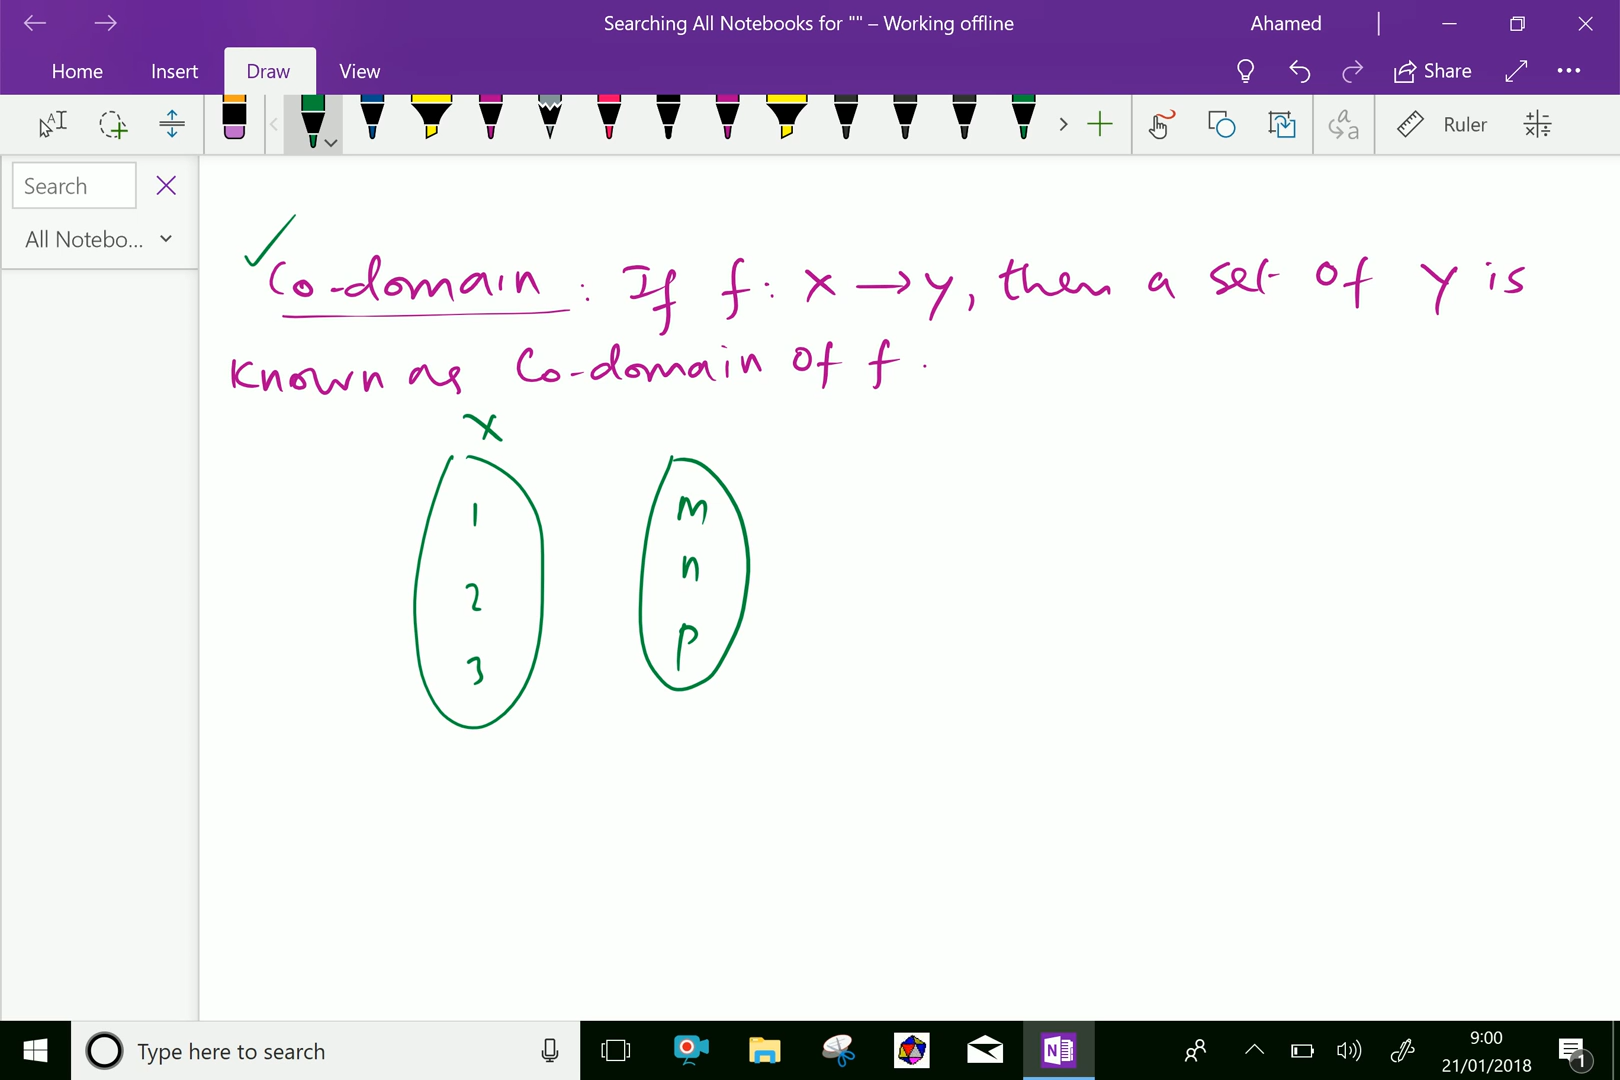 Searching All Notebooks for "" – Working offline
Ahamed
Home Insert Draw View
Share
Ruler
Search
All Notebo...
Co-domain : If f: x → y, then a set of y is
known as Co-domain of f.
X
1 m
2 n
3 p
Type here to search
9:00
21/01/2018
1